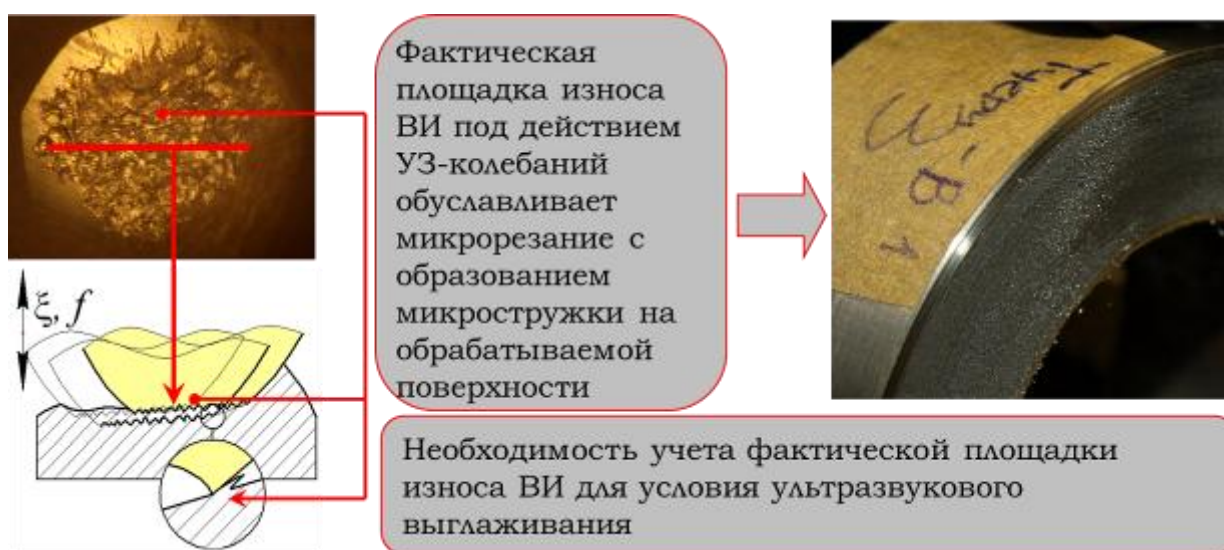 Фактическая
площадка износа
ВИ под действием
УЗ-колебаний
обуславливает
микрорезание с
образованием
микростружки на
обрабатываемой
поверхности
ξ, f
-В
1
Необходимость учета фактической площадки
износа ВИ для условия ультразвукового
выглаживания